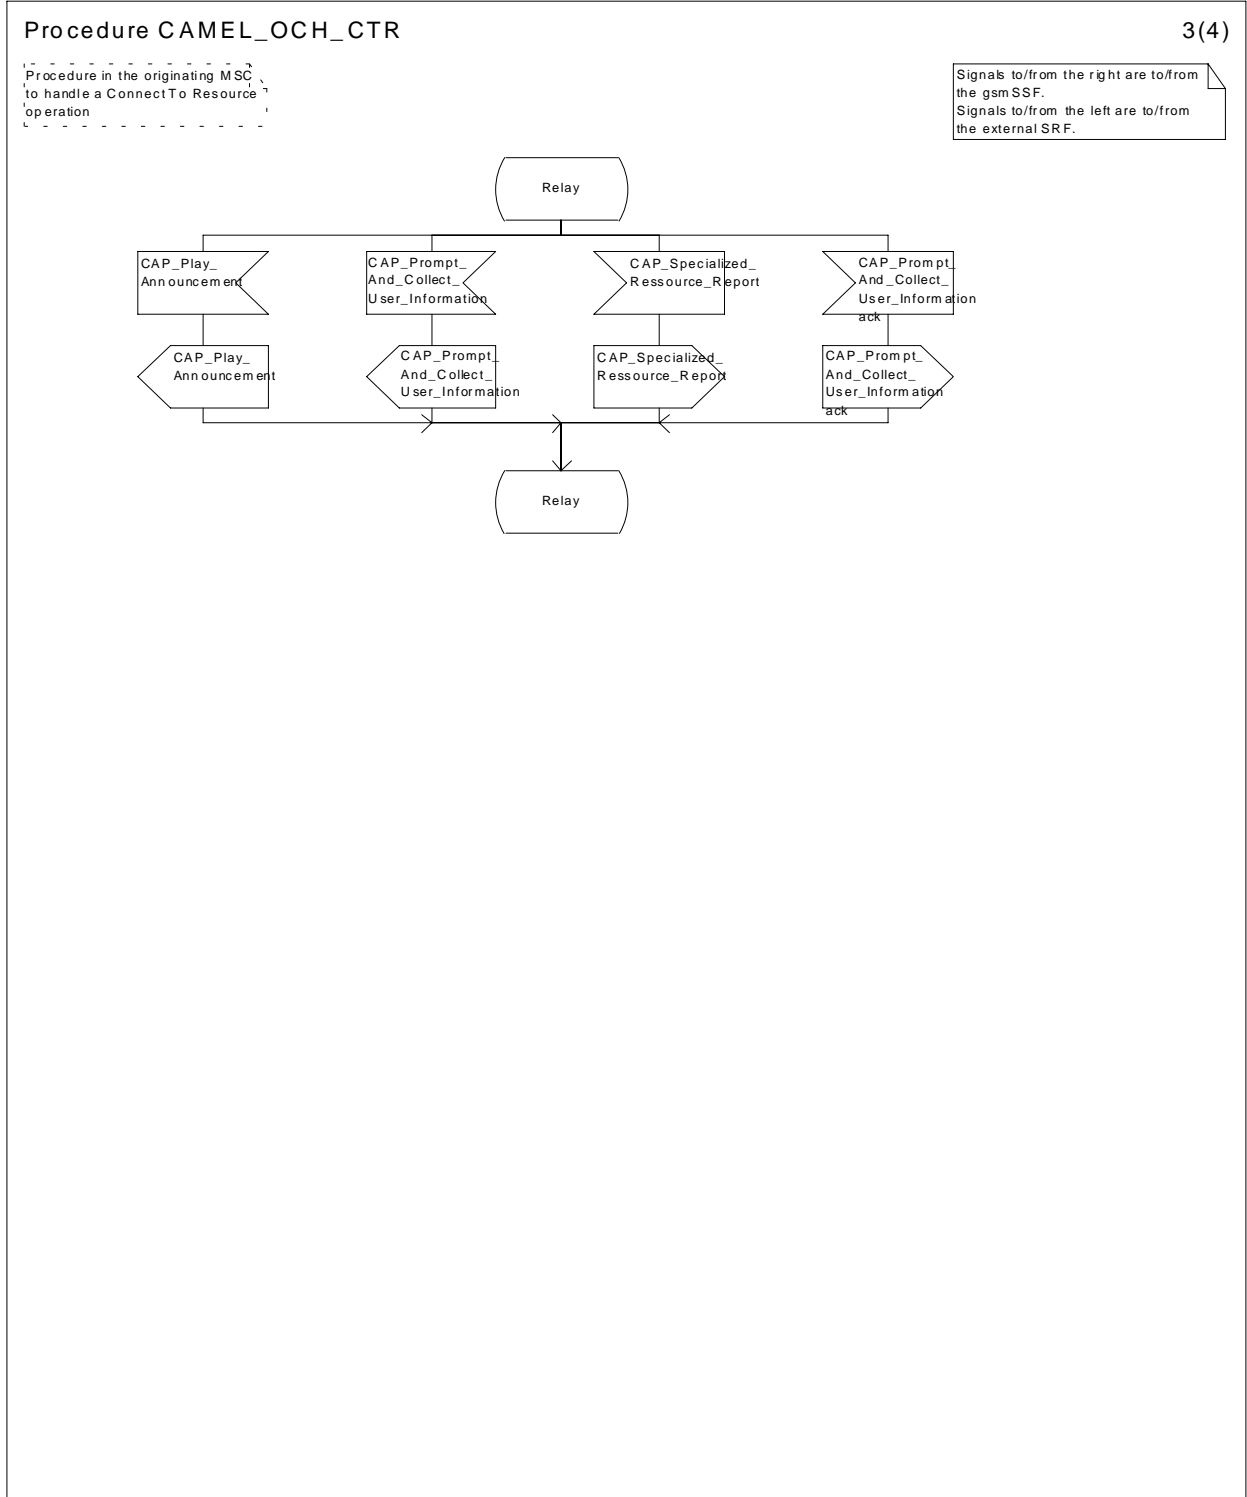 Procedure CAMEL_OCH_CTR
3(4)
Procedure in the originating MSC
to handle a Connect To Resource
operation
Signals to/from the right are to/from
the gsmSSF.
Signals to/from the left are to/from
the external SRF.
Relay
CAP_Play_
Announcement
CAP_Prompt_
And_Collect_
User_Information
CAP_Specialized_
Ressource_Report
CAP_Prompt_
And_Collect_
User_Information
ack
CAP_Play_
Announcement
CAP_Prompt_
And_Collect_
User_Information
CAP_Specialized_
Ressource_Report
CAP_Prompt_
And_Collect_
User_Information
ack
Relay